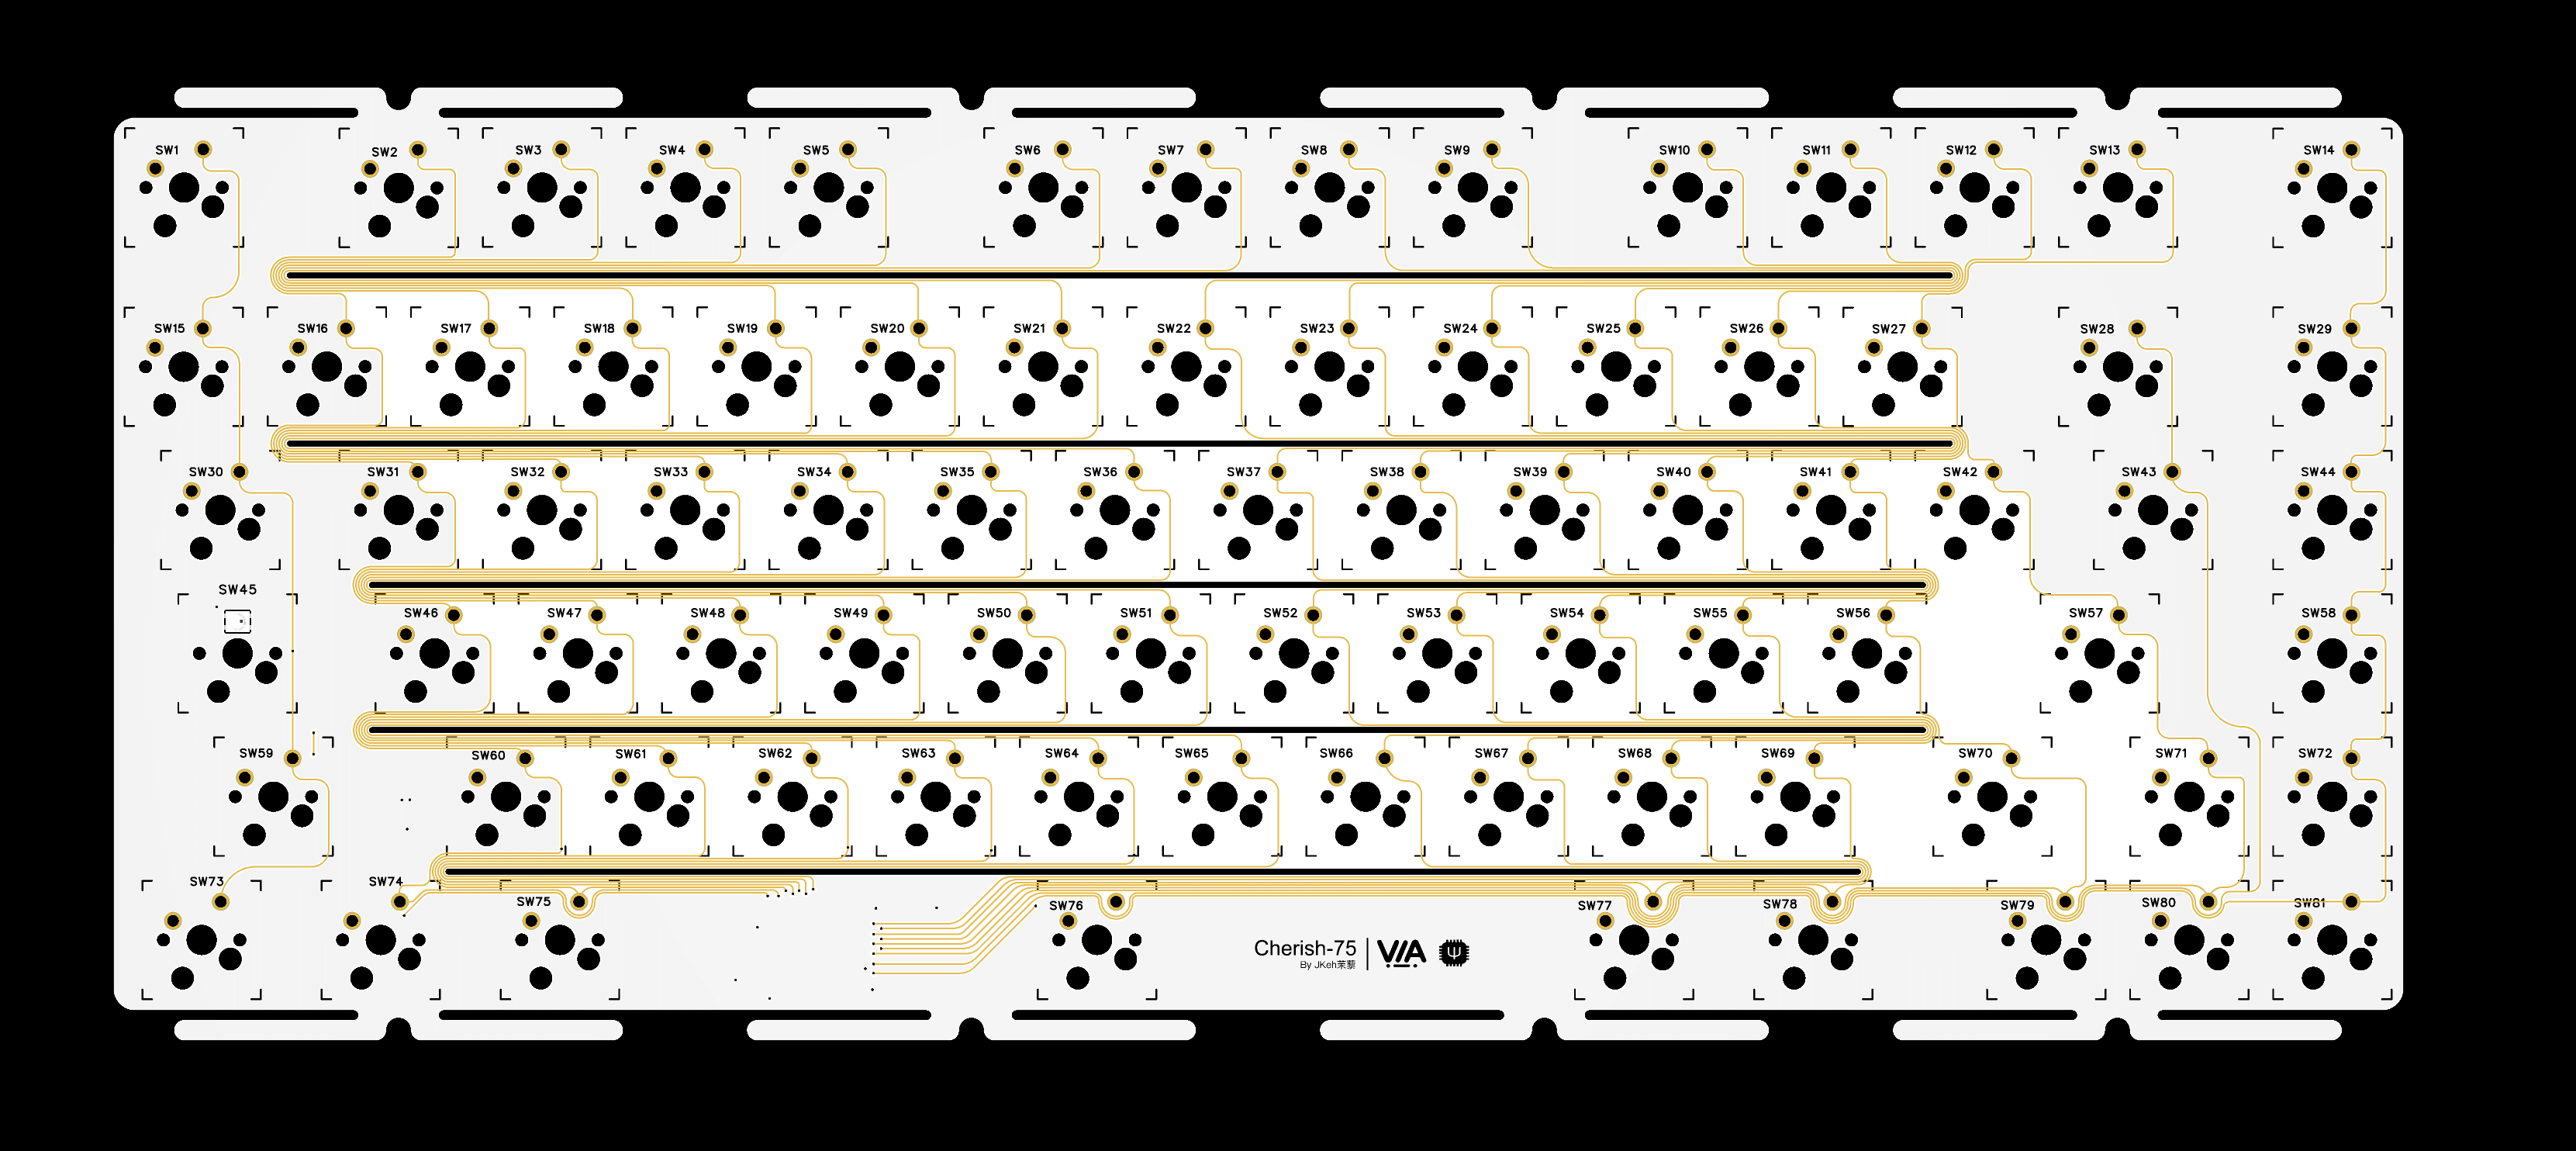 SW1 SW2 SW3 SW4 SW5 SW6 SW7 SW8 SW9 SW10 SW11 SW12 SW13 SW14
SW15 SW16 SW17 SW18 SW19 SW20 SW21 SW22 SW23 SW24 SW25 SW26 SW27 SW28 SW29
SW30 SW31 SW32 SW33 SW34 SW35 SW36 SW37 SW38 SW39 SW40 SW41 SW42 SW43 SW44
SW45 SW46 SW47 SW48 SW49 SW50 SW51 SW52 SW53 SW54 SW55 SW56 SW57 SW58
SW59 SW60 SW61 SW62 SW63 SW64 SW65 SW66 SW67 SW68 SW69 SW70 SW71 SW72
SW73 SW74 SW75 SW76 SW77 SW78 SW79 SW80 SW81
Cherish-75 VIA
By JKeh茉藜